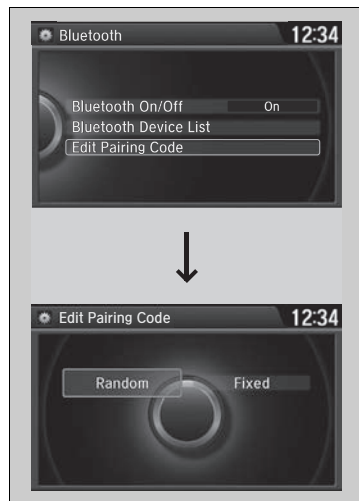 Bluetooth 12:34
Bluetooth On/Off On
Bluetooth Device List
Edit Pairing Code
Edit Pairing Code 12:34
Random Fixed